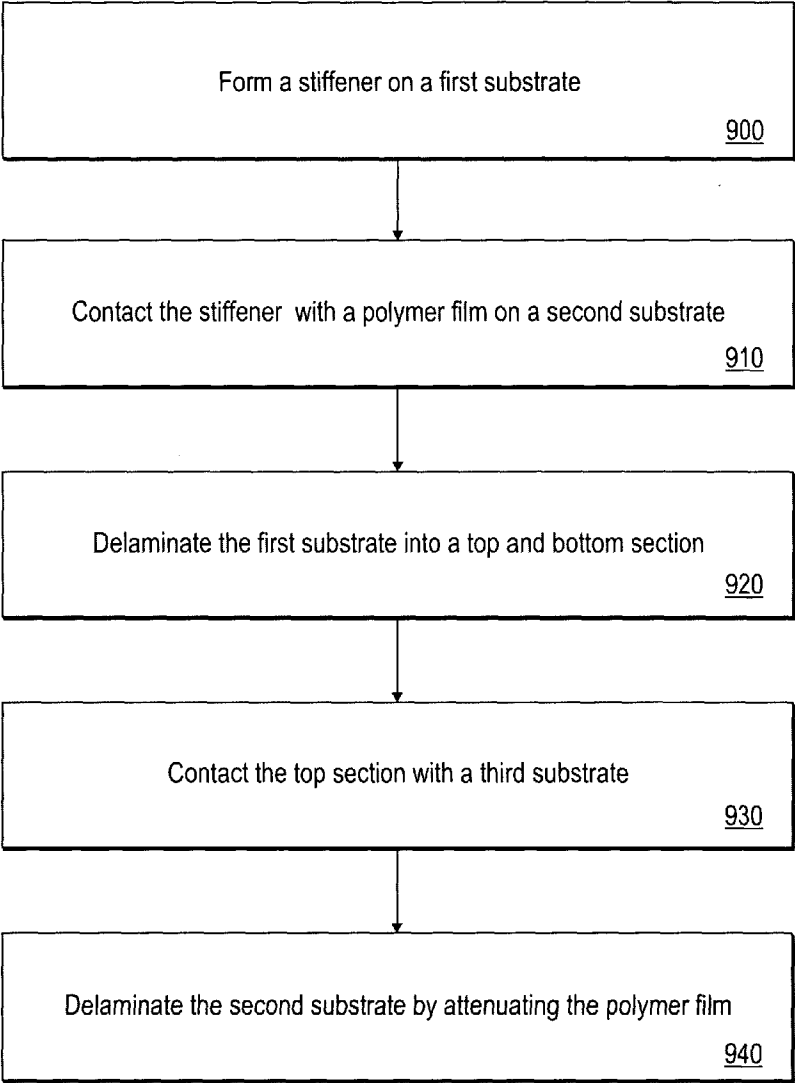 Form a stiffener on a first substrate
900
Contact the stiffener with a polymer film on a second substrate
910
Delaminate the first substrate into a top and bottom section
920
Contact the top section with a third substrate
930
Delaminate the second substrate by attenuating the polymer film
940